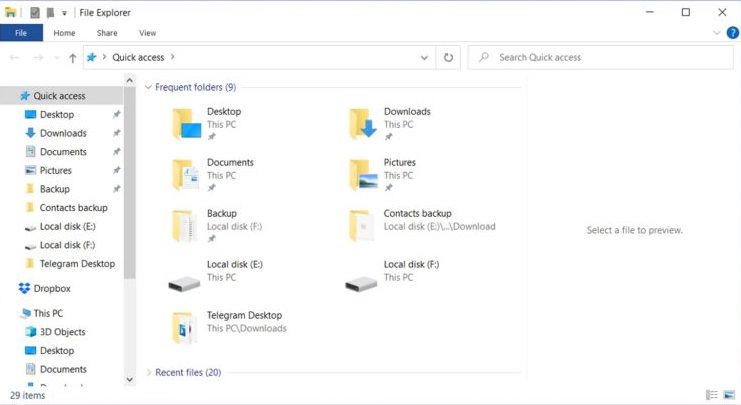 File Explorer
File Home Share View
Quick access
Search Quick access
Quick access
Desktop
Downloads
Documents
Pictures
Backup
Contacts backup
Local disk (E:)
Local disk (F:)
Telegram Desktop
Dropbox
This PC
3D Objects
Desktop
Documents
Frequent folders (9)
Desktop
This PC
Downloads
This PC
Documents
This PC
Pictures
This PC
Backup
Local disk (F:)
Contacts backup
Local disk (E:)\...\Download
Local disk (E:)
This PC
Local disk (F:)
This PC
Telegram Desktop
This PC\Downloads
Recent files (20)
Select a file to preview.
29 items